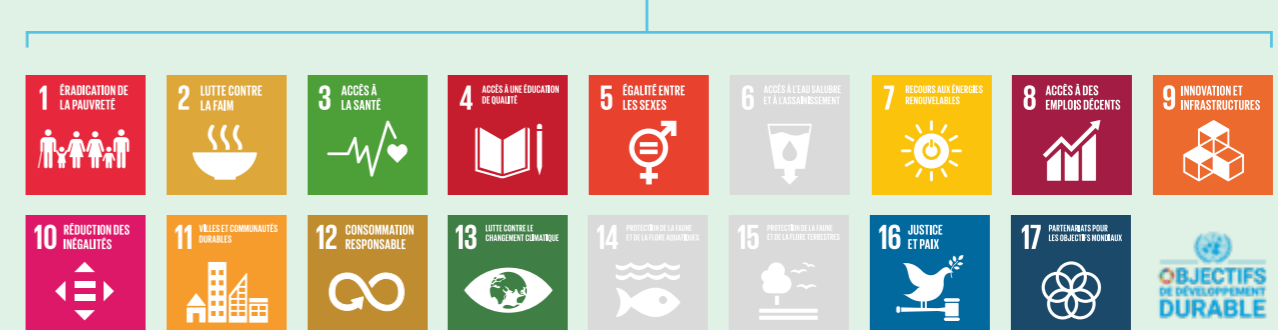 1 ÉRADICATION DE
LA PAUVRETÉ
2 LUTTE CONTRE
LA FAIM
3 ACCÈS À
LA SANTÉ
4 ACCÈS À UNE ÉDUCATION
DE QUALITÉ
5 ÉGALITÉ ENTRE
LES SEXES
6 ACCÈS À L'EAU SALUBRE
ET À L'ASSAINISSEMENT
7 RECOURS AUX ÉNERGIES
RENOUVELABLES
8 ACCÈS À DES
EMPLOIS DÉCENTS
9 INNOVATION ET
INFRASTRUCTURES
10 RÉDUCTION DES
INÉGALITÉS
11 VILLES ET COMMUNAUTÉS
DURABLES
12 CONSOMMATION
RESPONSABLE
13 LUTTE CONTRE LE
CHANGEMENT CLIMATIQUE
14 PROTECTION DE LA FAUNE
ET DE LA FLORE AQUATIQUES
15 PROTECTION DE LA FAUNE
ET DE LA FLORE TERRESTRES
16 JUSTICE
ET PAIX
17 PARTENARIATS POUR
LES OBJECTIFS MONDIAUX
OBJECTIFS
DE DÉVELOPPEMENT
DURABLE